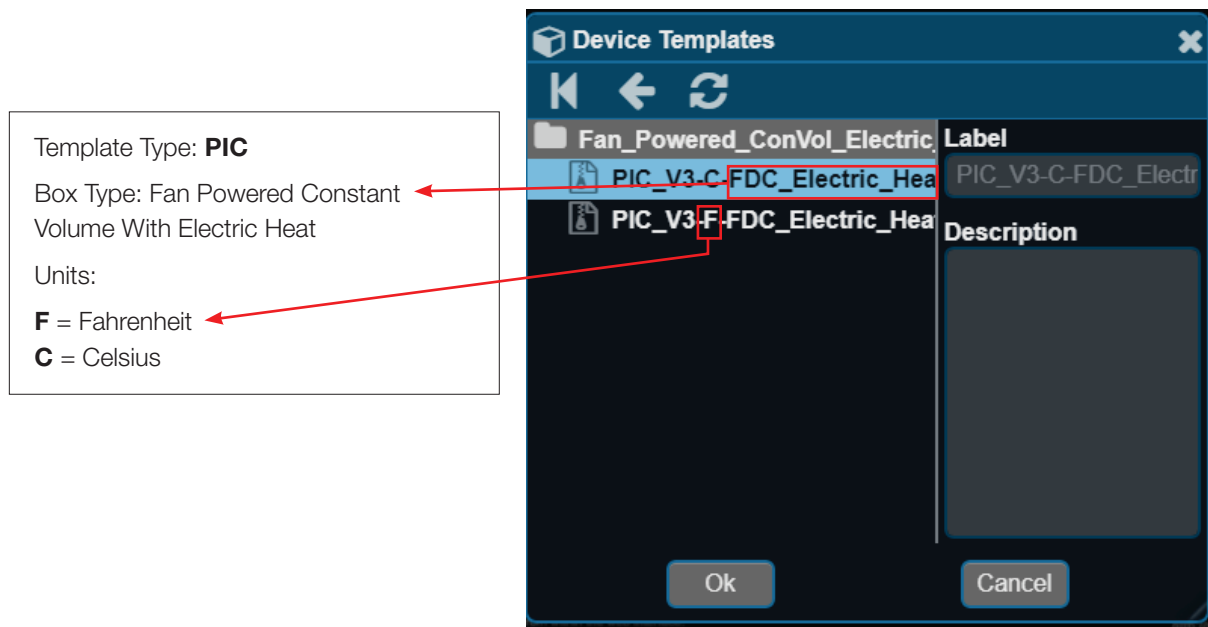 Template Type: PIC
Box Type: Fan Powered Constant
Volume With Electric Heat
Units:
F = Fahrenheit
C = Celsius
Device Templates
Fan_Powered_ConVol_Electric_
PIC_V3-C-FDC_Electric_Hea
PIC_V3-F-FDC_Electric_Hea
Label
PIC_V3-C-FDC_Electr
Description
Ok
Cancel